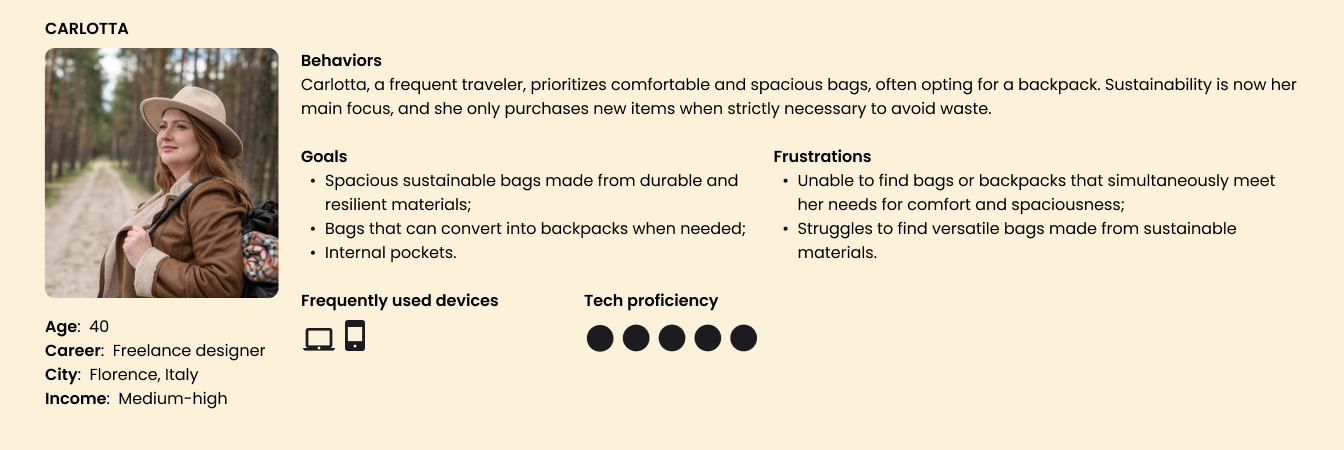 CARLOTTA
Behaviors
Carlotta, a frequent traveler, prioritizes comfortable and spacious bags, often opting for a backpack. Sustainability is now her
main focus, and she only purchases new items when strictly necessary to avoid waste.
Goals
• Spacious sustainable bags made from durable and
resilient materials;
• Bags that can convert into backpacks when needed;
• Internal pockets.
Frustrations
• Unable to find bags or backpacks that simultaneously meet
her needs for comfort and spaciousness;
• Struggles to find versatile bags made from sustainable
materials.
Frequently used devices
Tech proficiency
Age: 40
Career: Freelance designer
City: Florence, Italy
Income: Medium-high